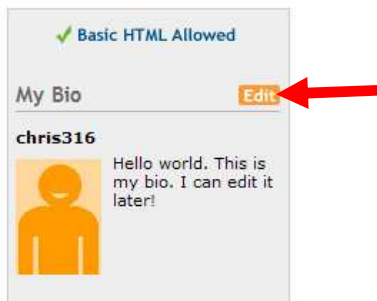 Basic HTML Allowed
My Bio Edit
chris316
Hello world. This is
my bio. I can edit it
later!